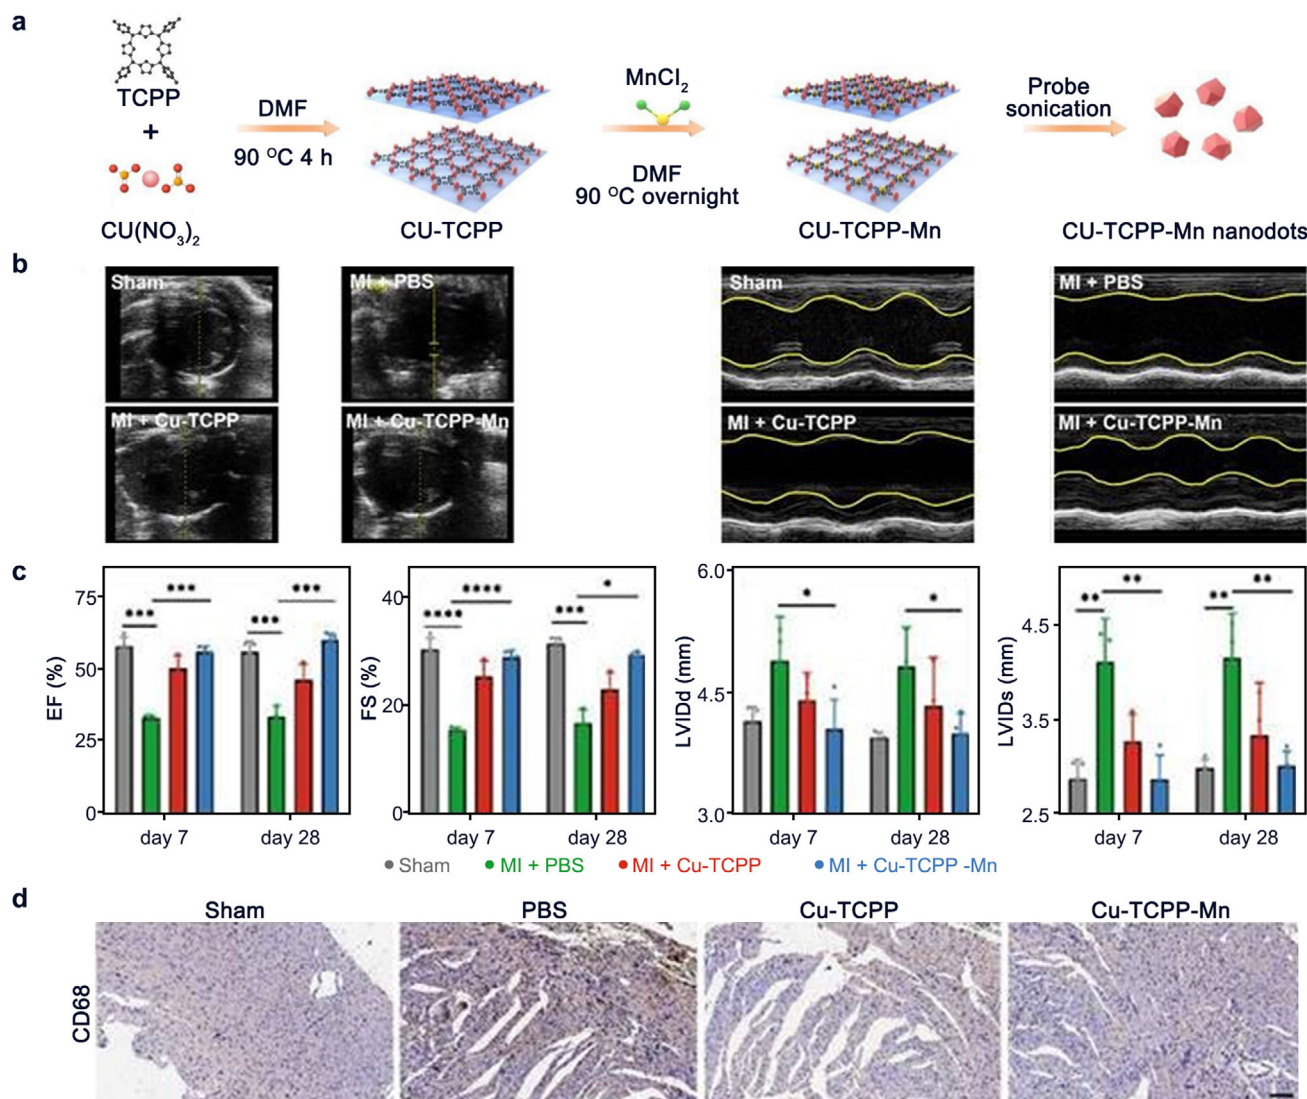 a
TCPP
+
CU(NO₃)₂
DMF
90 ºC 4 h
CU-TCPP
MnCl₂
DMF
90 ºC overnight
CU-TCPP-Mn
Probe
sonication
CU-TCPP-Mn nanodots
b
Sham
MI + PBS
Sham
MI + PBS
MI + Cu-TCPP
MI + Cu-TCPP-Mn
MI + Cu-TCPP
MI + Cu-TCPP-Mn
c
EF (%)
75
50
25
0
***
***
***
***
day 7
day 28
FS (%)
40
20
0
****
****
***
*
day 7
day 28
LVIDd (mm)
6.0
4.5
3.0
*
*
day 7
day 28
LVIDs (mm)
4.5
3.5
2.5
**
**
**
**
day 7
day 28
Sham
MI + PBS
MI + Cu-TCPP
MI + Cu-TCPP -Mn
d
Sham
PBS
Cu-TCPP
Cu-TCPP-Mn
CD68